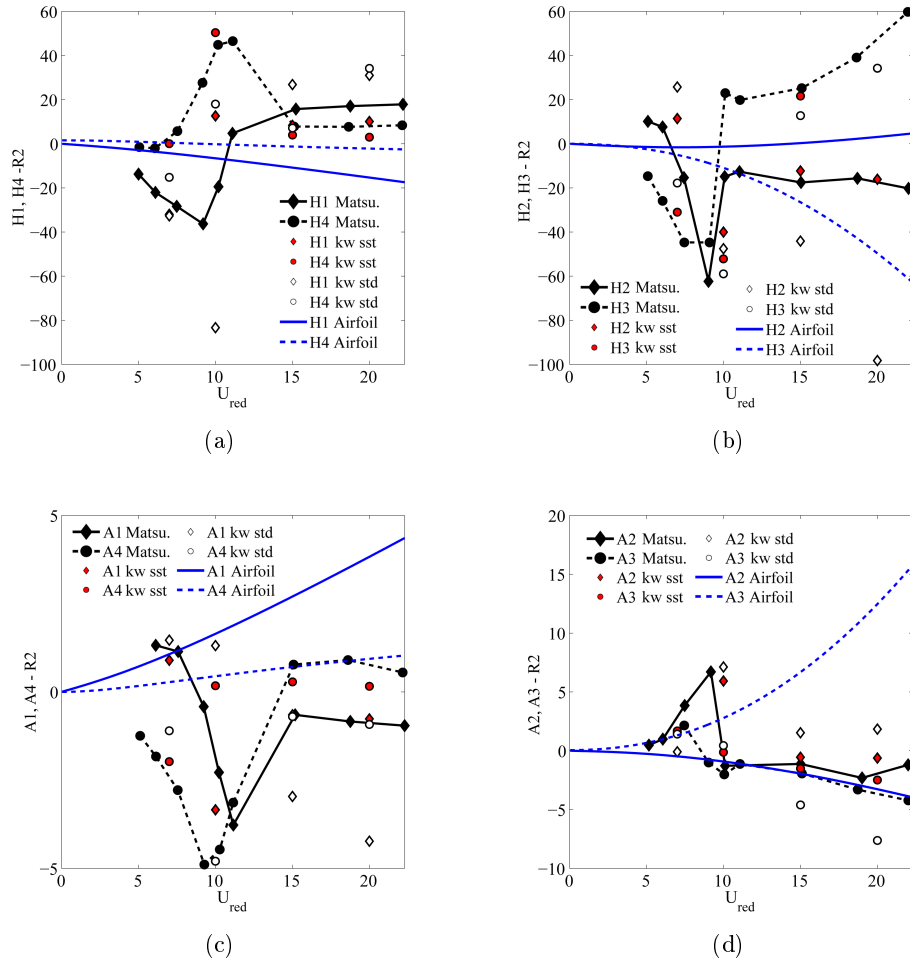 60
40
20
0
−20
−40
−60
−80
−100
0
5
10
15
20
H1, H4 -R2
U_red
H1 Matsu.
H4 Matsu.
H1 kw sst
H4 kw sst
H1 kw std
H4 kw std
H1 Airfoil
H4 Airfoil
(a)
60
40
20
0
−20
−40
−60
−80
−100
0
5
10
15
20
H2, H3 - R2
U_red
H2 Matsu.
H3 Matsu.
H2 kw sst
H3 kw sst
H2 kw std
H3 kw std
H2 Airfoil
H3 Airfoil
(b)
5
0
−5
0
5
10
15
20
A1, A4 - R2
U_red
A1 Matsu.
A4 Matsu.
A1 kw sst
A4 kw sst
A1 kw std
A4 kw std
A1 Airfoil
A4 Airfoil
(c)
20
15
10
5
0
−5
−10
0
5
10
15
20
A2, A3 - R2
U_red
A2 Matsu.
A3 Matsu.
A2 kw sst
A3 kw sst
A2 kw std
A3 kw std
A2 Airfoil
A3 Airfoil
(d)